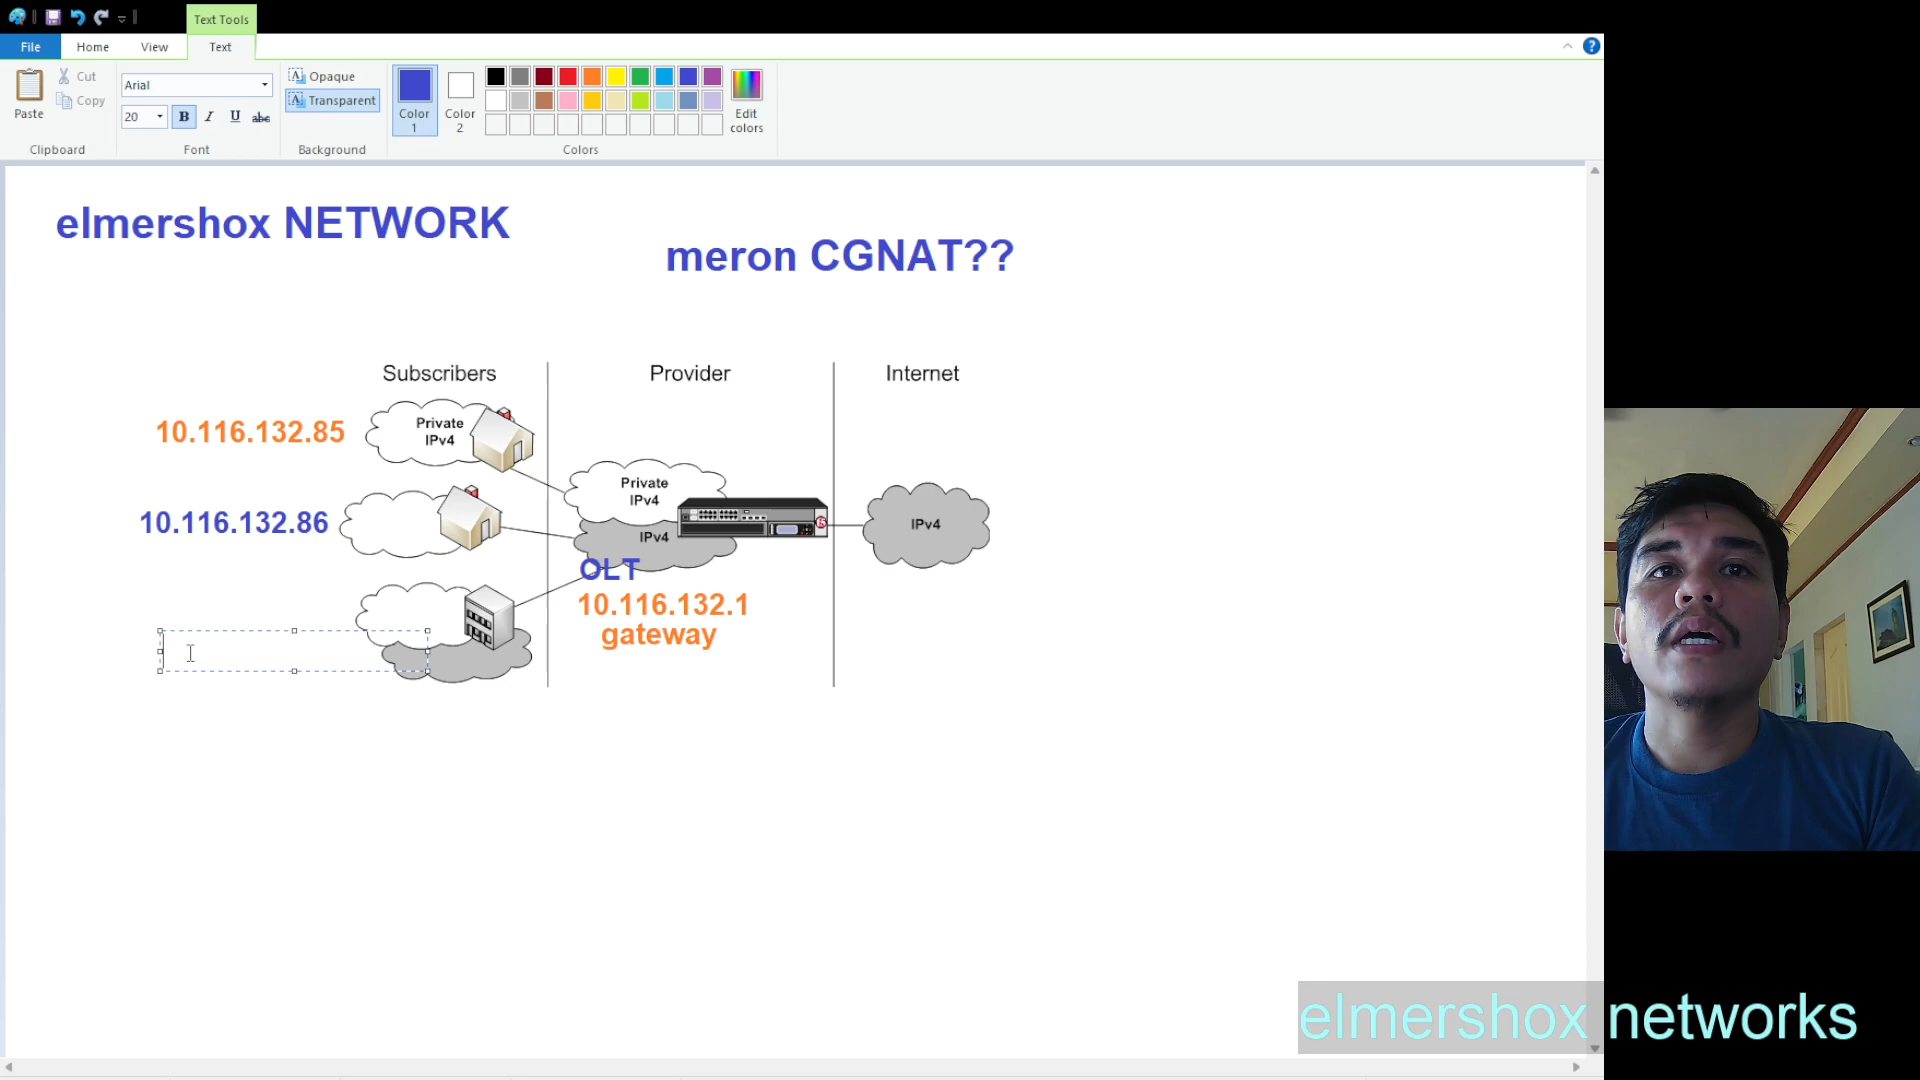 Text Tools
File
Home
View
Text
Paste
Cut
Copy
Clipboard
Arial
20
B
I
U
abc
Font
A Opaque
A Transparent
Background
Color
1
Color
2
Edit
colors
Colors
elmershox NETWORK
meron CGNAT??
Subscribers
Provider
Internet
10.116.132.85
Private
IPv4
Private
IPv4
10.116.132.86
IPv4
IPv4
OLT
10.116.132.1
gateway
elmershox networks